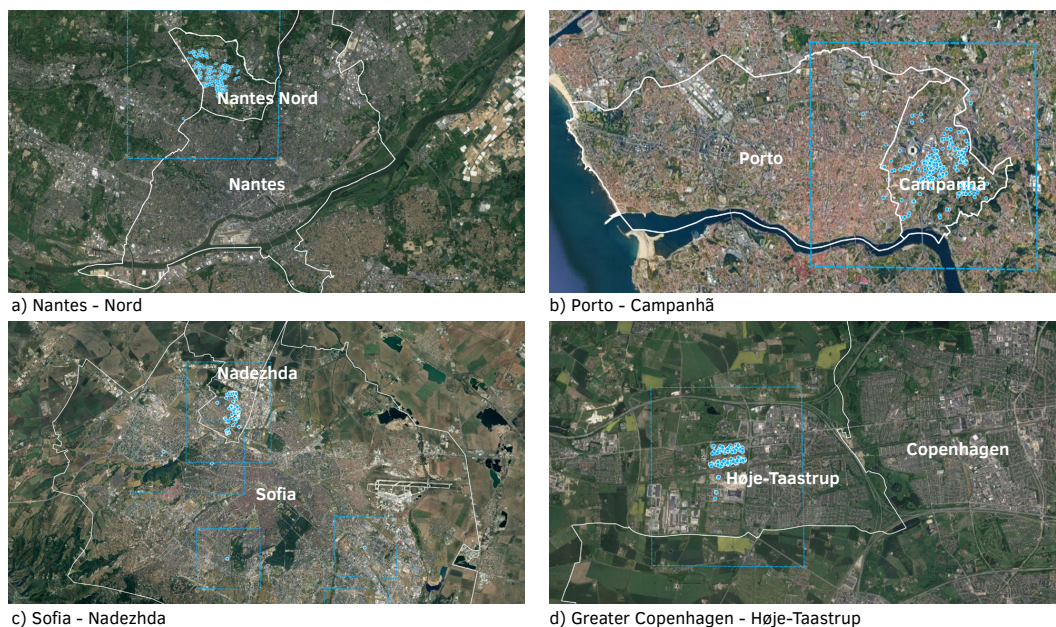 Nantes Nord
Nantes
a) Nantes - Nord
Porto
Campanhã
b) Porto - Campanhã
Nadezhda
Sofia
c) Sofia - Nadezhda
Copenhagen
Høje-Taastrup
d) Greater Copenhagen - Høje-Taastrup